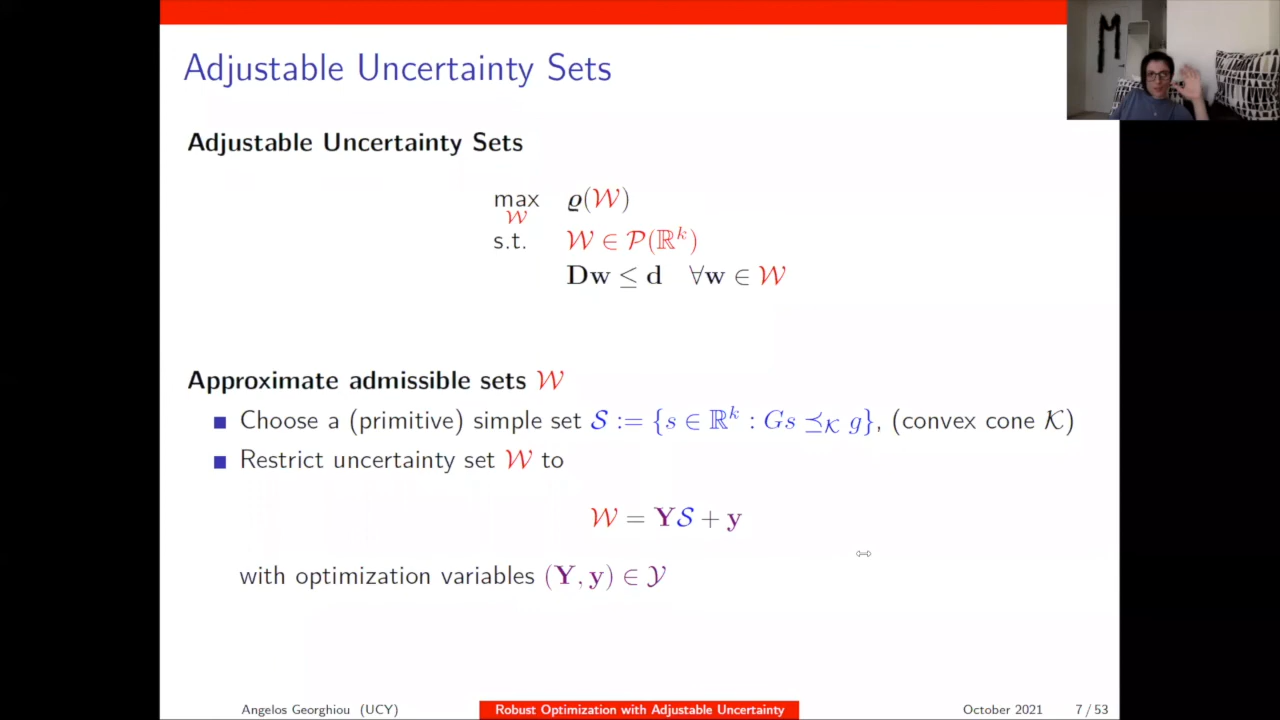 Adjustable Uncertainty Sets
Adjustable Uncertainty Sets
max ϱ(𝒲)
𝒲
s.t. 𝒲 ∈ 𝒫(ℝᵏ)
Dw ≤ d ∀w ∈ 𝒲
Approximate admissible sets 𝒲
Choose a (primitive) simple set 𝒮 := {s ∈ ℝᵏ : Gs ⪯_𝒦 g}, (convex cone 𝒦)
Restrict uncertainty set 𝒲 to
𝒲 = Y𝒮 + y
with optimization variables (Y, y) ∈ 𝒴
Angelos Georghiou (UCY) Robust Optimization with Adjustable Uncertainty October 2021 7 / 53